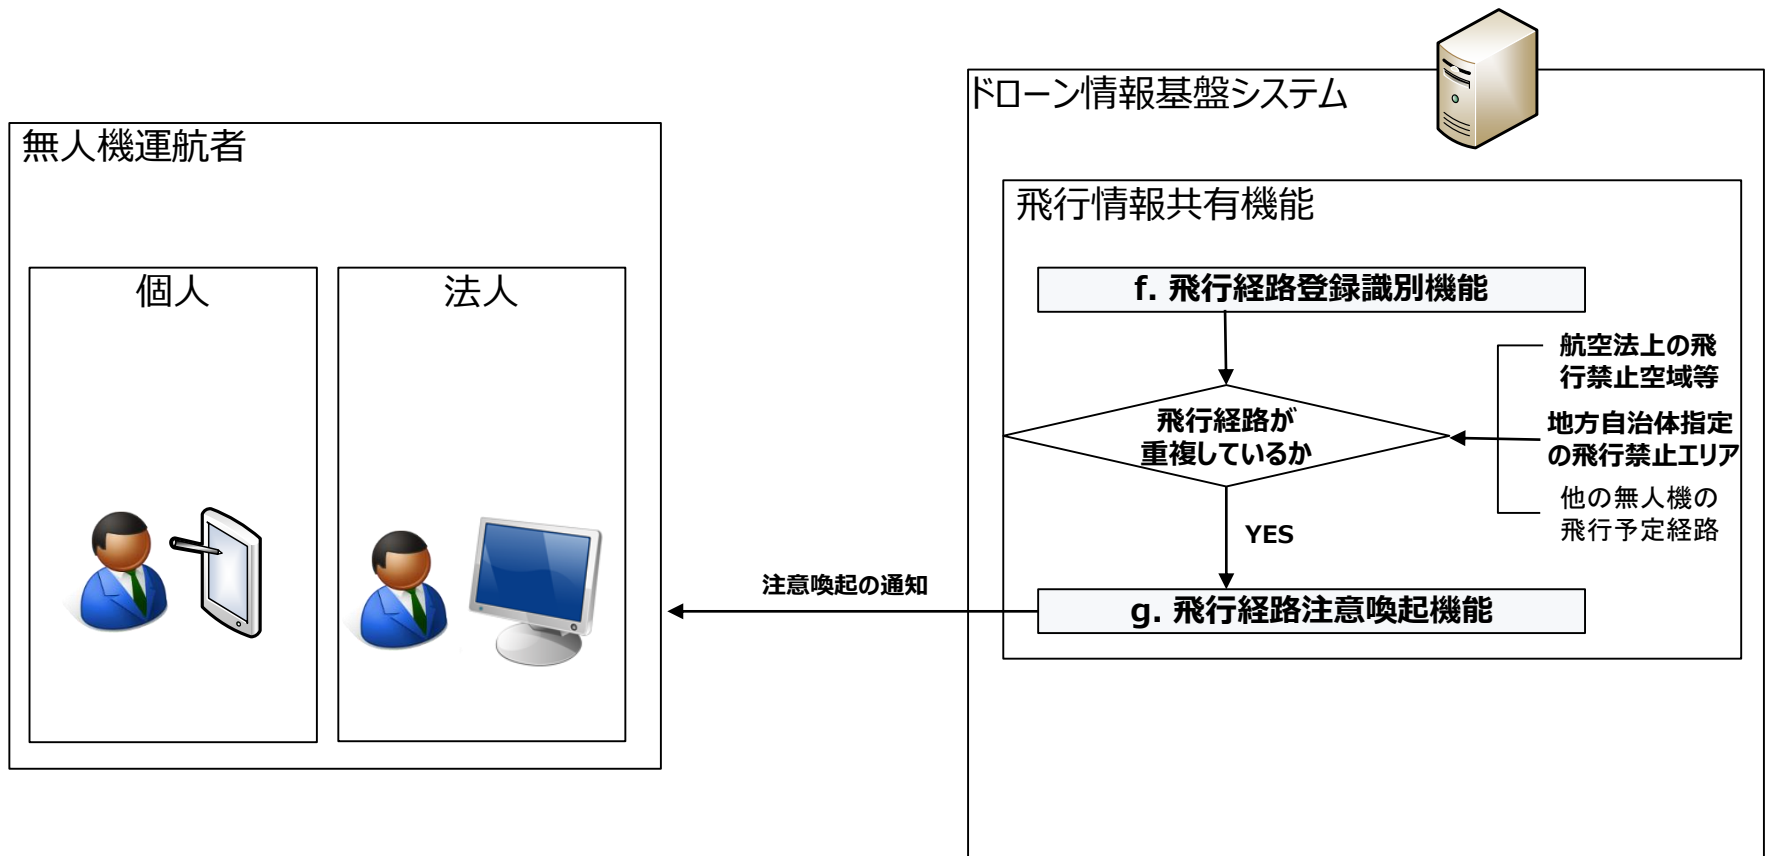 ドローン情報基盤システム
無人機運航者
飛行情報共有機能
個人
法人
f. 飛行経路登録識別機能
航空法上の飛
行禁止空域等
飛行経路が
重複しているか
地方自治体指定
の飛行禁止エリア
他の無人機の
飛行予定経路
YES
注意喚起の通知
g. 飛行経路注意喚起機能